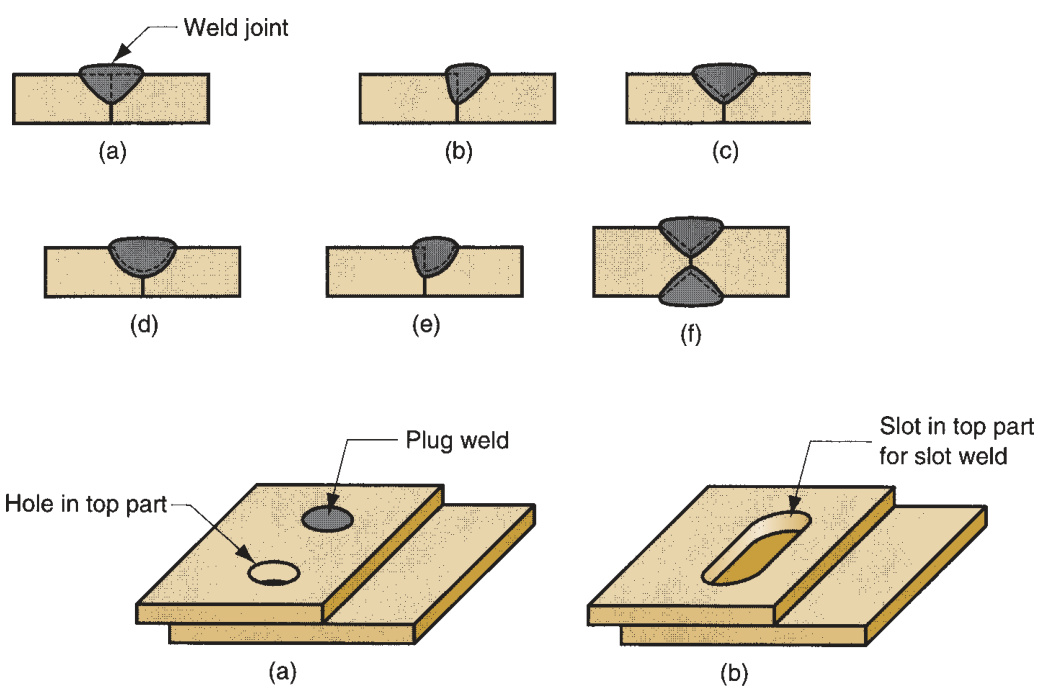 Weld joint
(a)
(b)
(c)
(d)
(e)
(f)
Plug weld
Hole in top part
(a)
Slot in top part
for slot weld
(b)